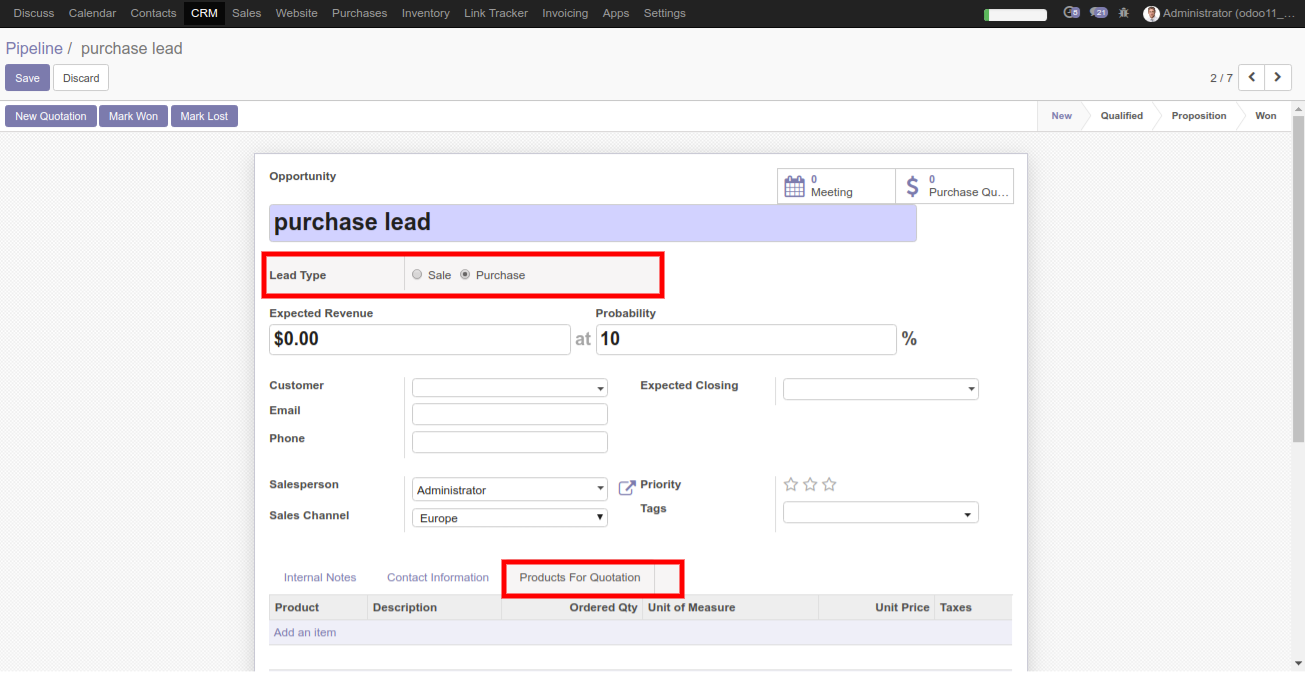 Discuss Calendar Contacts CRM Sales Website Purchases Inventory Link Tracker Invoicing Apps Settings 21 Administrator (odoo11_...
Pipeline / purchase lead
Save Discard 2 / 7
New Quotation Mark Won Mark Lost New Qualified Proposition Won
Opportunity
0 Meeting
0 Purchase Qu...
purchase lead
Lead Type Sale Purchase
Expected Revenue Probability
$0.00 at 10 %
Customer Expected Closing
Email
Phone
Salesperson Administrator Priority
Sales Channel Europe Tags
Internal Notes Contact Information Products For Quotation
Product Description Ordered Qty Unit of Measure Unit Price Taxes
Add an item